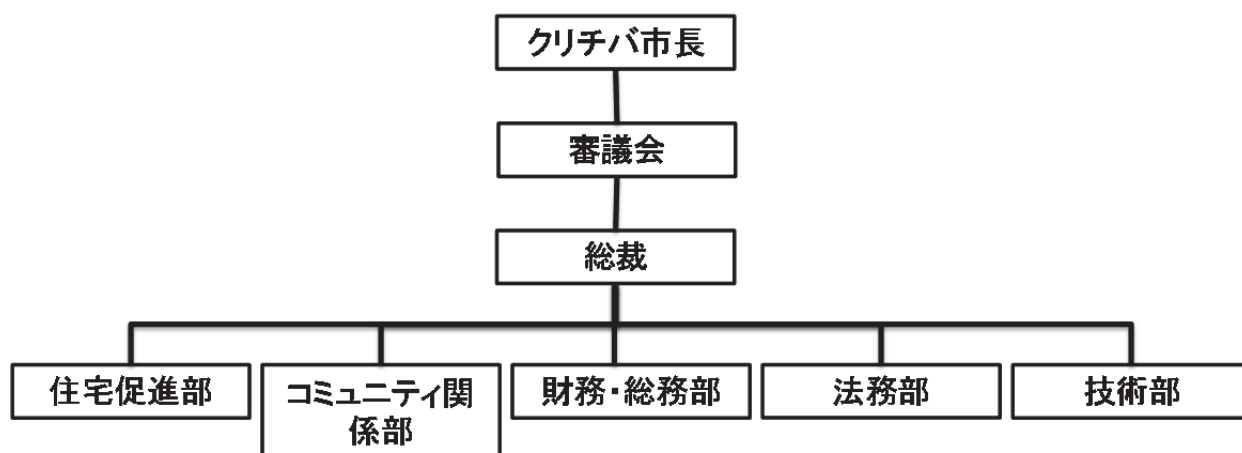 クリチバ市長
審議会
総裁
住宅促進部
コミュニティ関
係部
財務・総務部
法務部
技術部